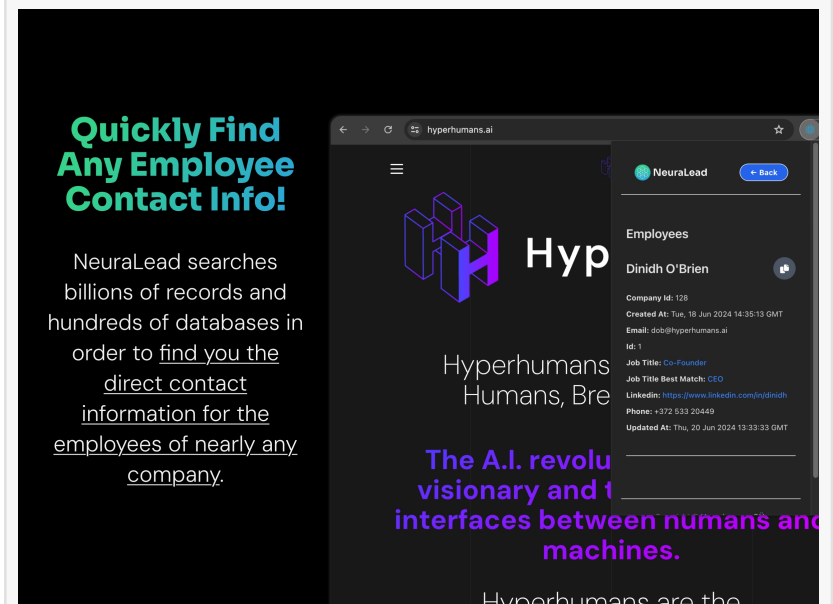 Quickly Find
Any Employee
Contact Info!
NeuraLead searches
billions of records and
hundreds of databases in
order to find you the
direct contact
information for the
employees of nearly any
company.
hyperhumans.ai
NeuraLead
← Back
Hyp
Employees
Dinidh O'Brien
Company Id: 128
Created At: Tue, 18 Jun 2024 14:35:13 GMT
Email: dob@hyperhumans.ai
Id: 1
Job Title: Co-Founder
Job Title Best Match: CEO
Linkedin: https://www.linkedin.com/in/dinidh
Phone: +372 533 20449
Updated At: Thu, 20 Jun 2024 13:33:33 GMT
Hyperhumans
Humans, Bre
The A.I. revolu
visionary and t
interfaces between humans and
machines.
Hyperhumans are the